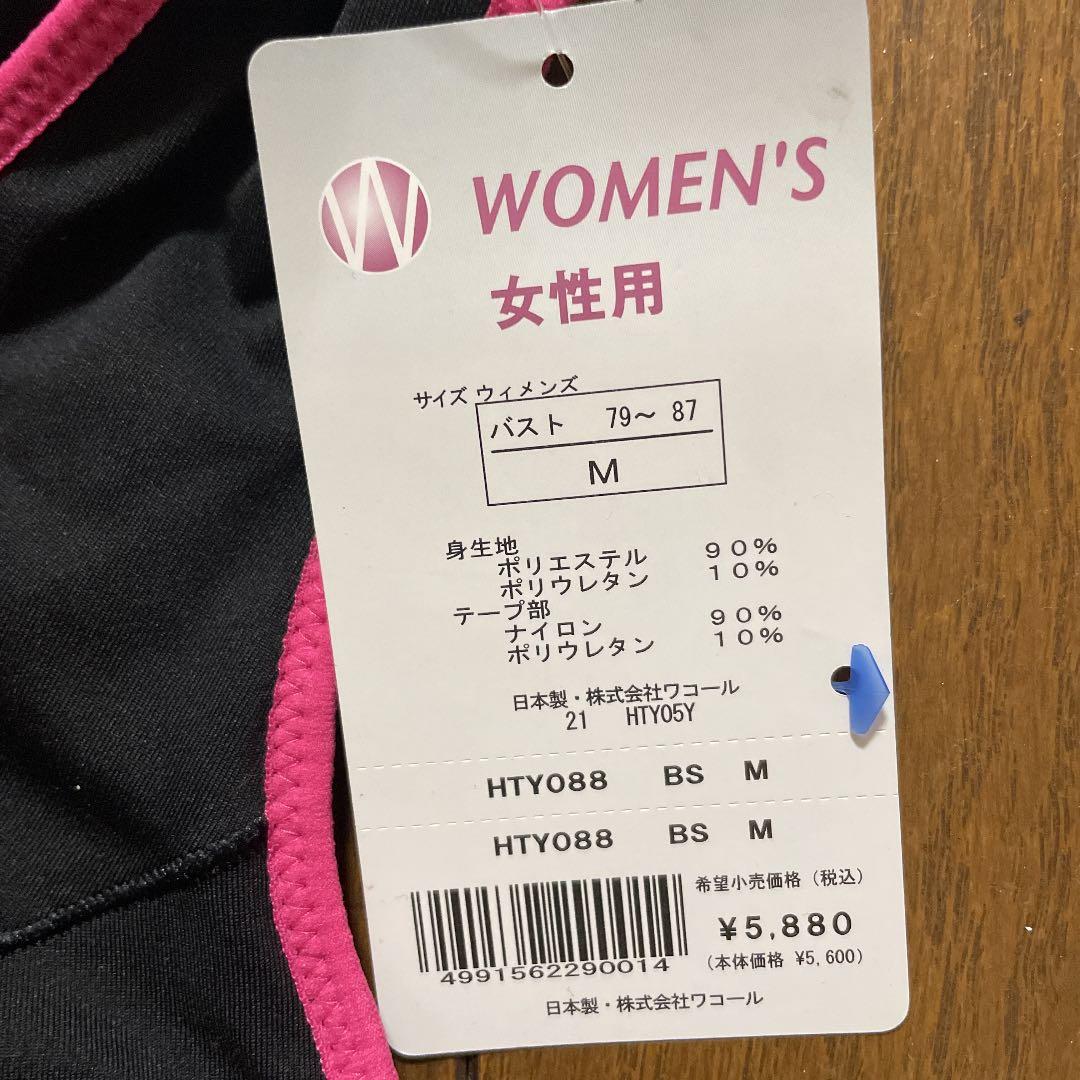 W WOMEN'S
女性用
サイズ ウィメンズ
バスト 79～ 87
M
身生地
ポリエステル 90%
ポリウレタン 10%
テープ部
ナイロン 90%
ポリウレタン 10%
日本製・株式会社ワコール
21 HTY05Y
HTY088 BS M
HTY088 BS M
希望小売価格（税込）
¥5,880
（本体価格 ¥5,600）
4991562290014
日本製・株式会社ワコール